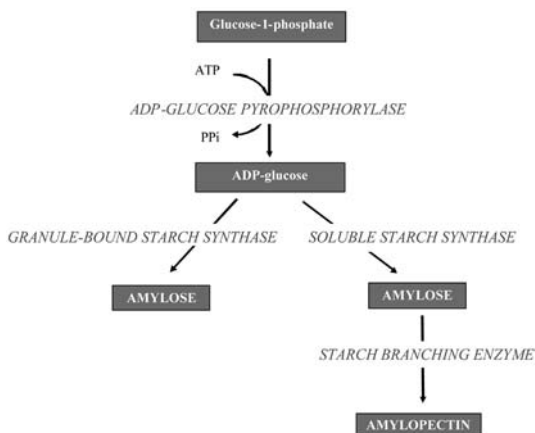 Glucose-1-phosphate
ATP
ADP-GLUCOSE PYROPHOSPHORYLASE
PPi
ADP-glucose
GRANULE-BOUND STARCH SYNTHASE
SOLUBLE STARCH SYNTHASE
AMYLOSE
AMYLOSE
STARCH BRANCHING ENZYME
AMYLOPECTIN